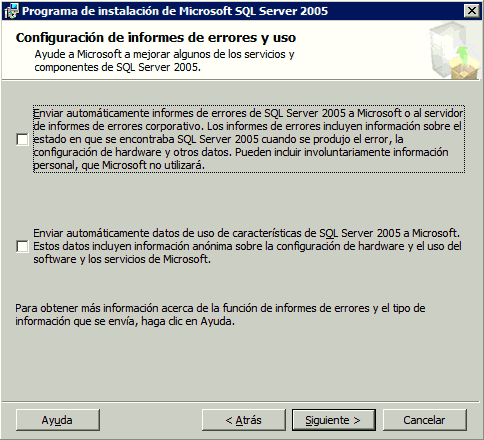 Programa de instalación de Microsoft SQL Server 2005
Configuración de informes de errores y uso
Ayude a Microsoft a mejorar algunos de los servicios y
componentes de SQL Server 2005.
Enviar automáticamente informes de errores de SQL Server 2005 a Microsoft o al servidor
de informes de errores corporativo. Los informes de errores incluyen información sobre el
estado en que se encontraba SQL Server 2005 cuando se produjo el error, la
configuración de hardware y otros datos. Pueden incluir involuntariamente información
personal, que Microsoft no utilizará.
Enviar automáticamente datos de uso de características de SQL Server 2005 a Microsoft.
Estos datos incluyen información anónima sobre la configuración de hardware y el uso del
software y los servicios de Microsoft.
Para obtener más información acerca de la función de informes de errores y el tipo de
información que se envía, haga clic en Ayuda.
Ayuda
< Atrás
Siguiente >
Cancelar